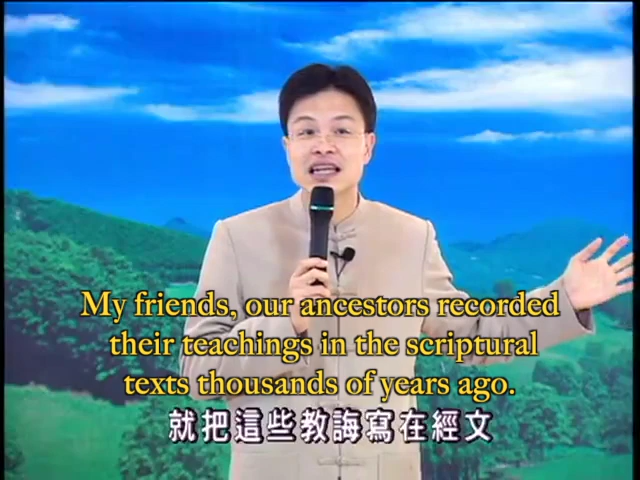 My friends, our ancestors recorded
their teachings in the scriptural
texts thousands of years ago.
就把這些教誨寫在經文